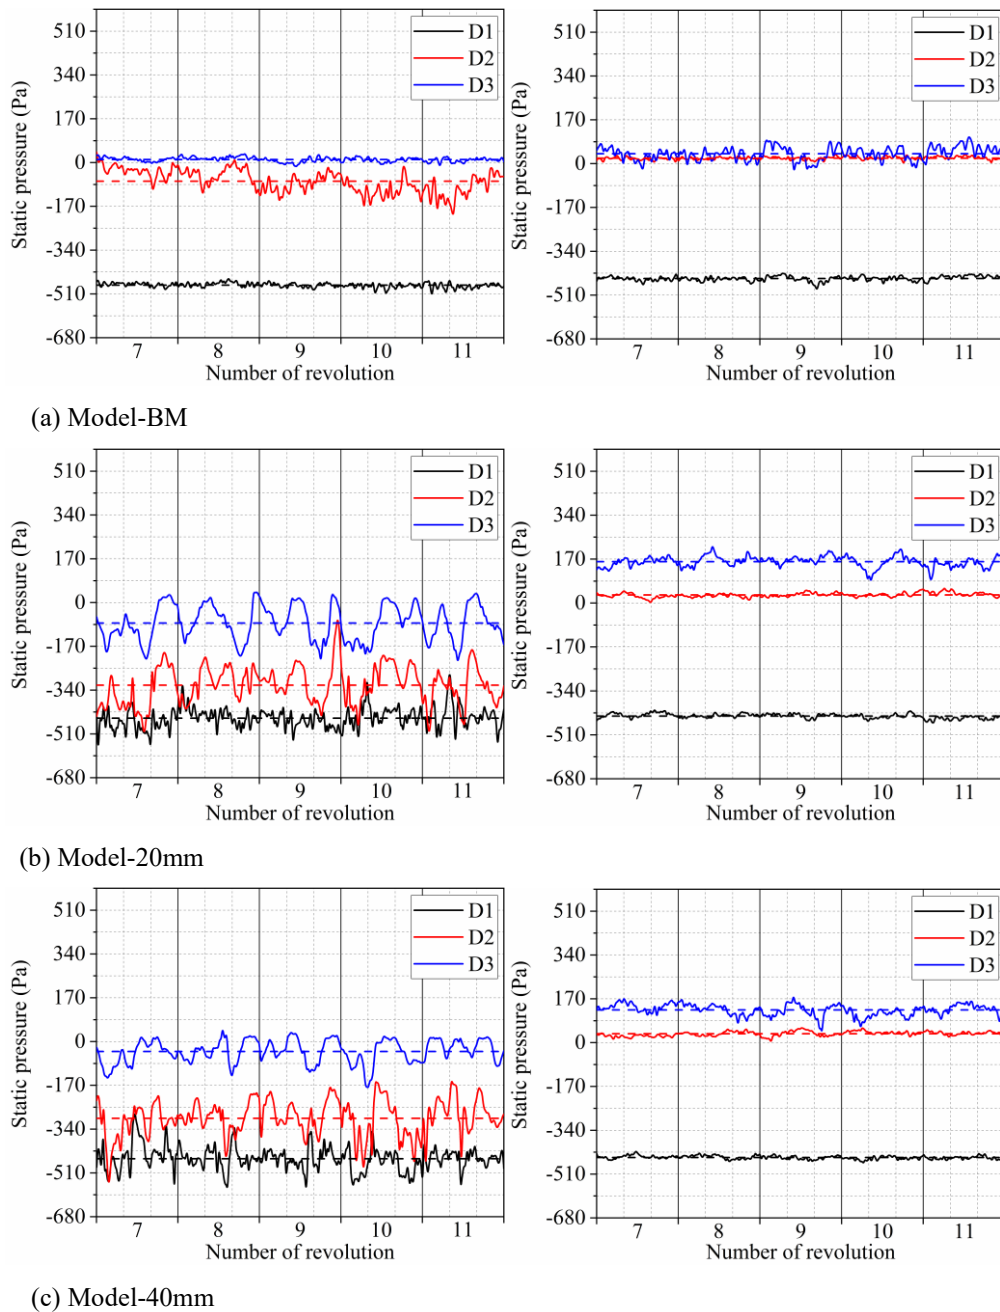 510
340
170
0
-170
-340
-510
-680
Static pressure (Pa)
D1
D2
D3
7 8 9 10 11
Number of revolution
510
340
170
0
-170
-340
-510
-680
Static pressure (Pa)
D1
D2
D3
7 8 9 10 11
Number of revolution
(a) Model-BM
510
340
170
0
-170
-340
-510
-680
Static pressure (Pa)
D1
D2
D3
7 8 9 10 11
Number of revolution
510
340
170
0
-170
-340
-510
-680
Static pressure (Pa)
D1
D2
D3
7 8 9 10 11
Number of revolution
(b) Model-20mm
510
340
170
0
-170
-340
-510
-680
Static pressure (Pa)
D1
D2
D3
7 8 9 10 11
Number of revolution
510
340
170
0
-170
-340
-510
-680
Static pressure (Pa)
D1
D2
D3
7 8 9 10 11
Number of revolution
(c) Model-40mm